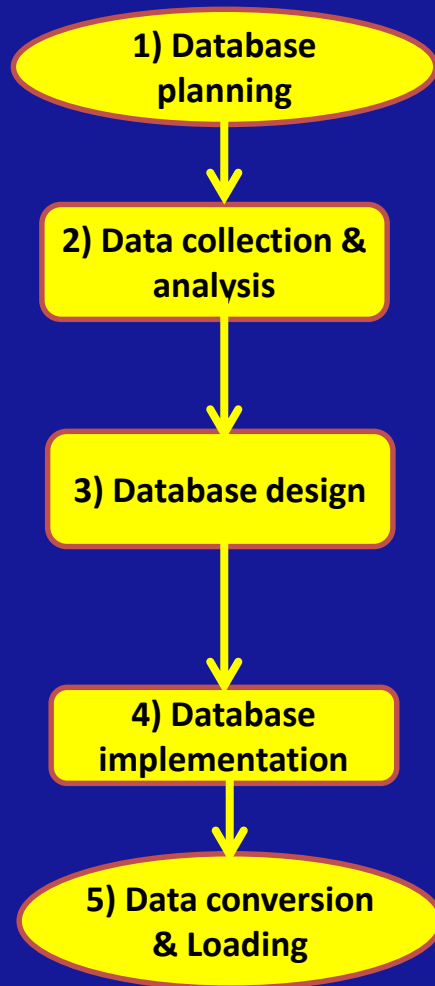 1) Database
planning
2) Data collection &
analysis
3) Database design
4) Database
implementation
5) Data conversion
& Loading